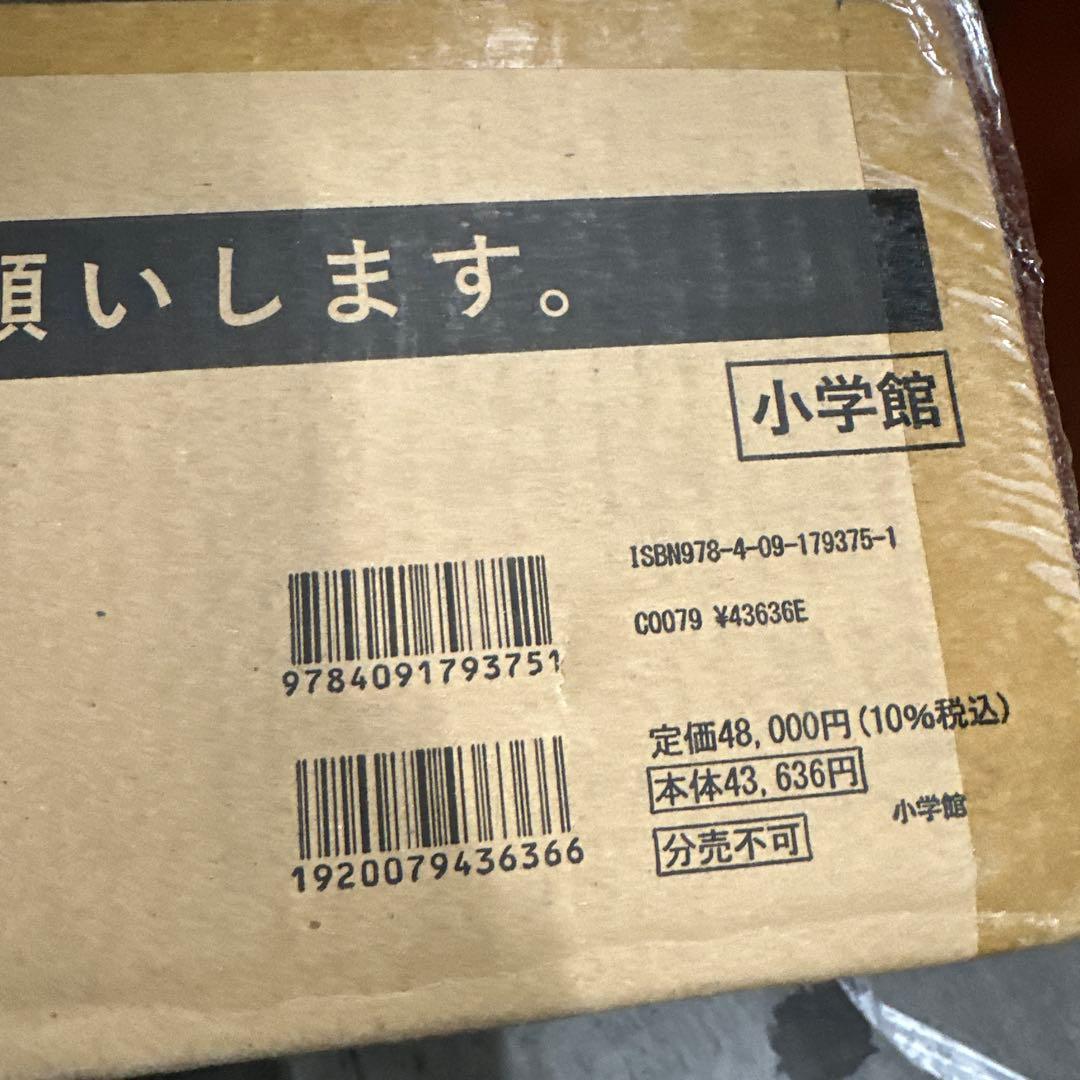 願いします。
小学館
ISBN978-4-09-179375-1
C0079 ¥43636E
9784091793751
定価48,000円(10%税込)
本体43,636円
小学館
分売不可
1920079436366